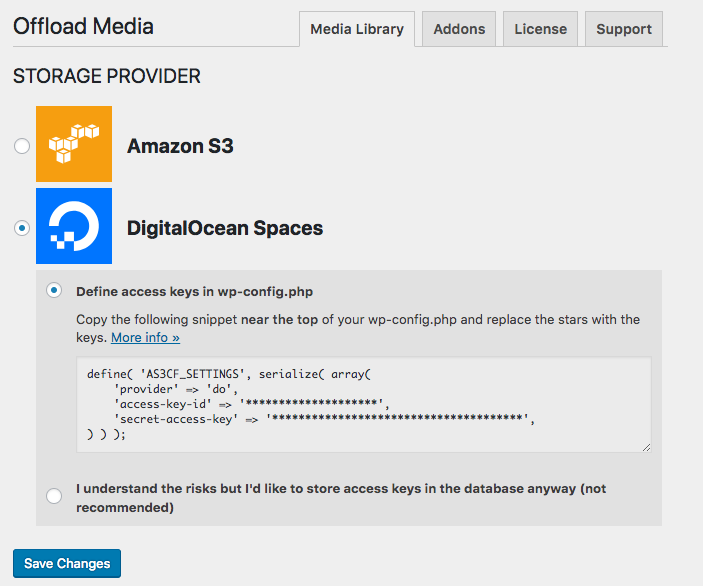 Offload Media
Media Library
Addons
License
Support
STORAGE PROVIDER
Amazon S3
DigitalOcean Spaces
Define access keys in wp-config.php
Copy the following snippet near the top of your wp-config.php and replace the stars with the
keys. More info »
define( 'AS3CF_SETTINGS', serialize( array(
    'provider' => 'do',
    'access-key-id' => '********************',
    'secret-access-key' => '**************************************',
) ) );
I understand the risks but I'd like to store access keys in the database anyway (not
recommended)
Save Changes